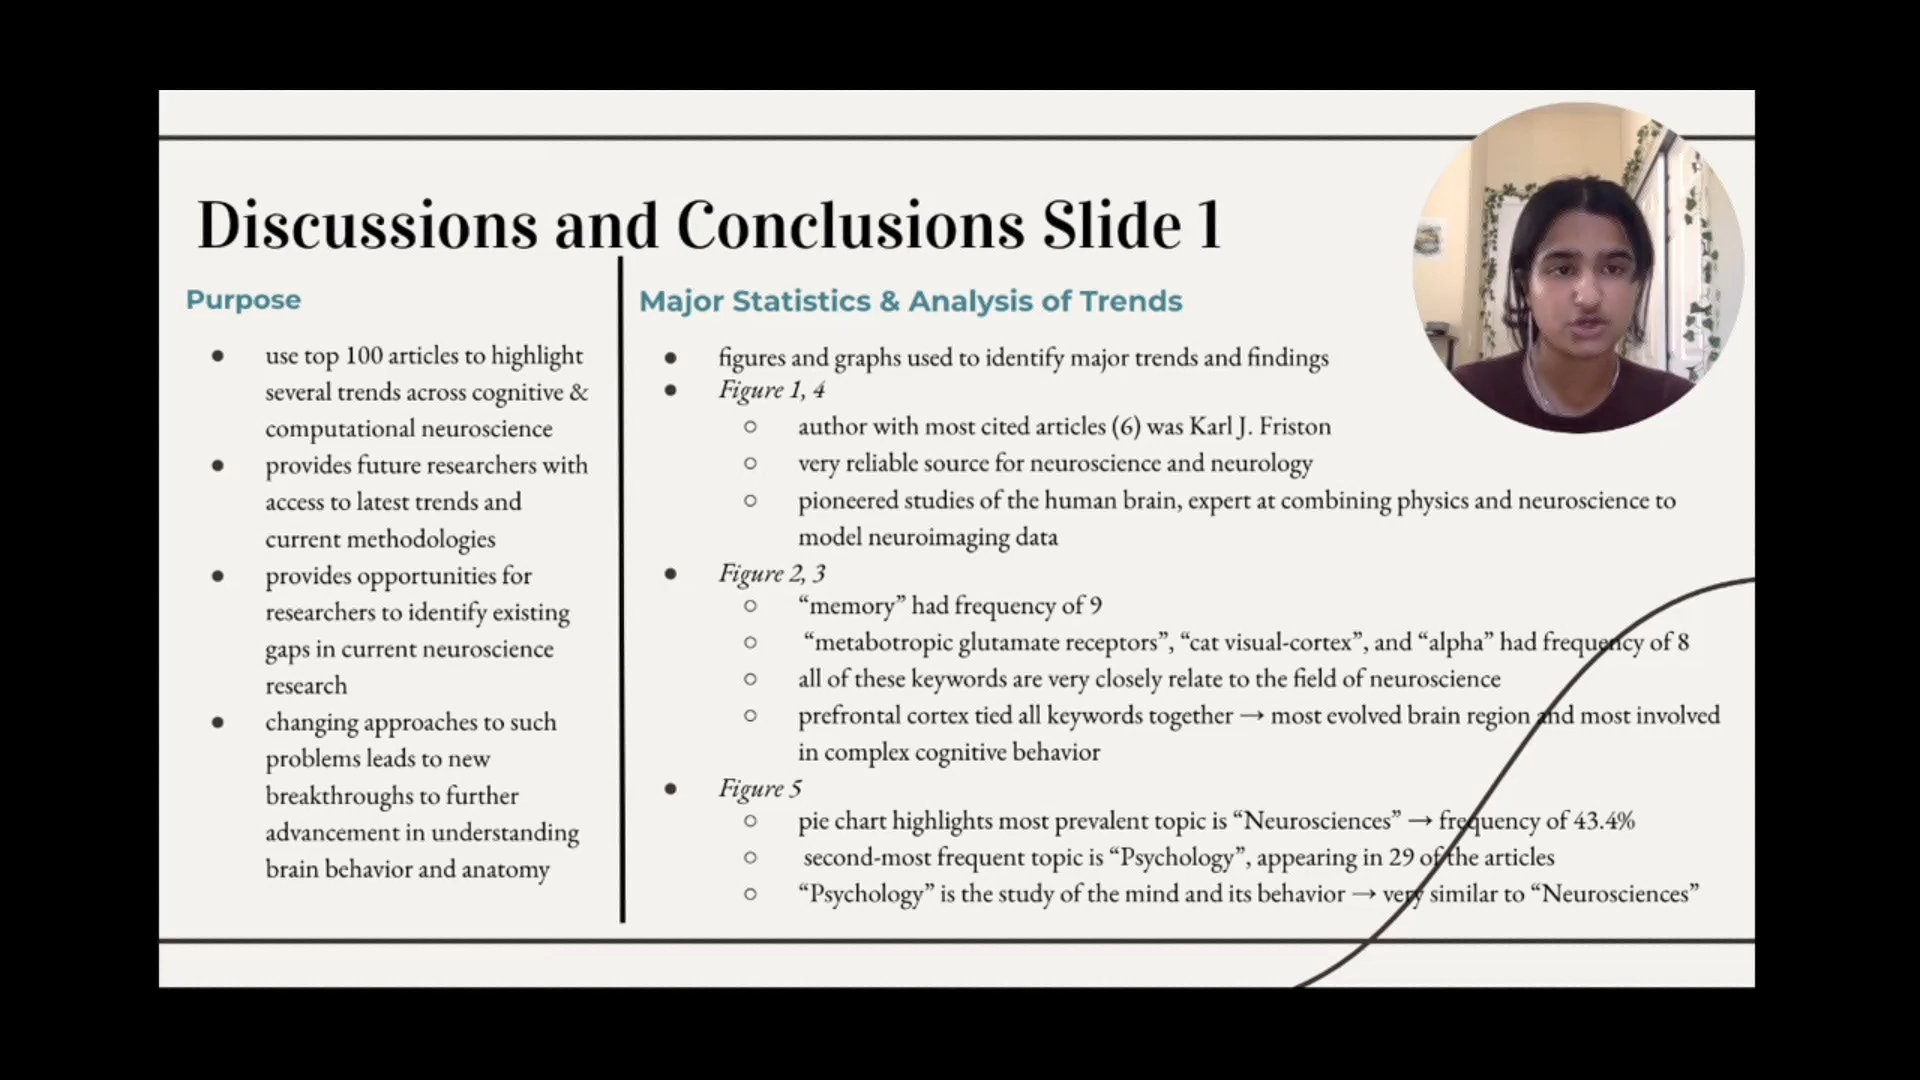 Discussions and Conclusions Slide 1
Purpose
● use top 100 articles to highlight
several trends across cognitive &
computational neuroscience
● provides future researchers with
access to latest trends and
current methodologies
● provides opportunities for
researchers to identify existing
gaps in current neuroscience
research
● changing approaches to such
problems leads to new
breakthroughs to further
advancement in understanding
brain behavior and anatomy
Major Statistics & Analysis of Trends
● figures and graphs used to identify major trends and findings
● Figure 1, 4
○ author with most cited articles (6) was Karl J. Friston
○ very reliable source for neuroscience and neurology
○ pioneered studies of the human brain, expert at combining physics and neuroscience to
model neuroimaging data
● Figure 2, 3
○ “memory” had frequency of 9
○ “metabotropic glutamate receptors”, “cat visual-cortex”, and “alpha” had frequency of 8
○ all of these keywords are very closely relate to the field of neuroscience
○ prefrontal cortex tied all keywords together → most evolved brain region and most involved
in complex cognitive behavior
● Figure 5
○ pie chart highlights most prevalent topic is “Neurosciences” → frequency of 43.4%
○ second-most frequent topic is “Psychology”, appearing in 29 of the articles
○ “Psychology” is the study of the mind and its behavior → very similar to “Neurosciences”